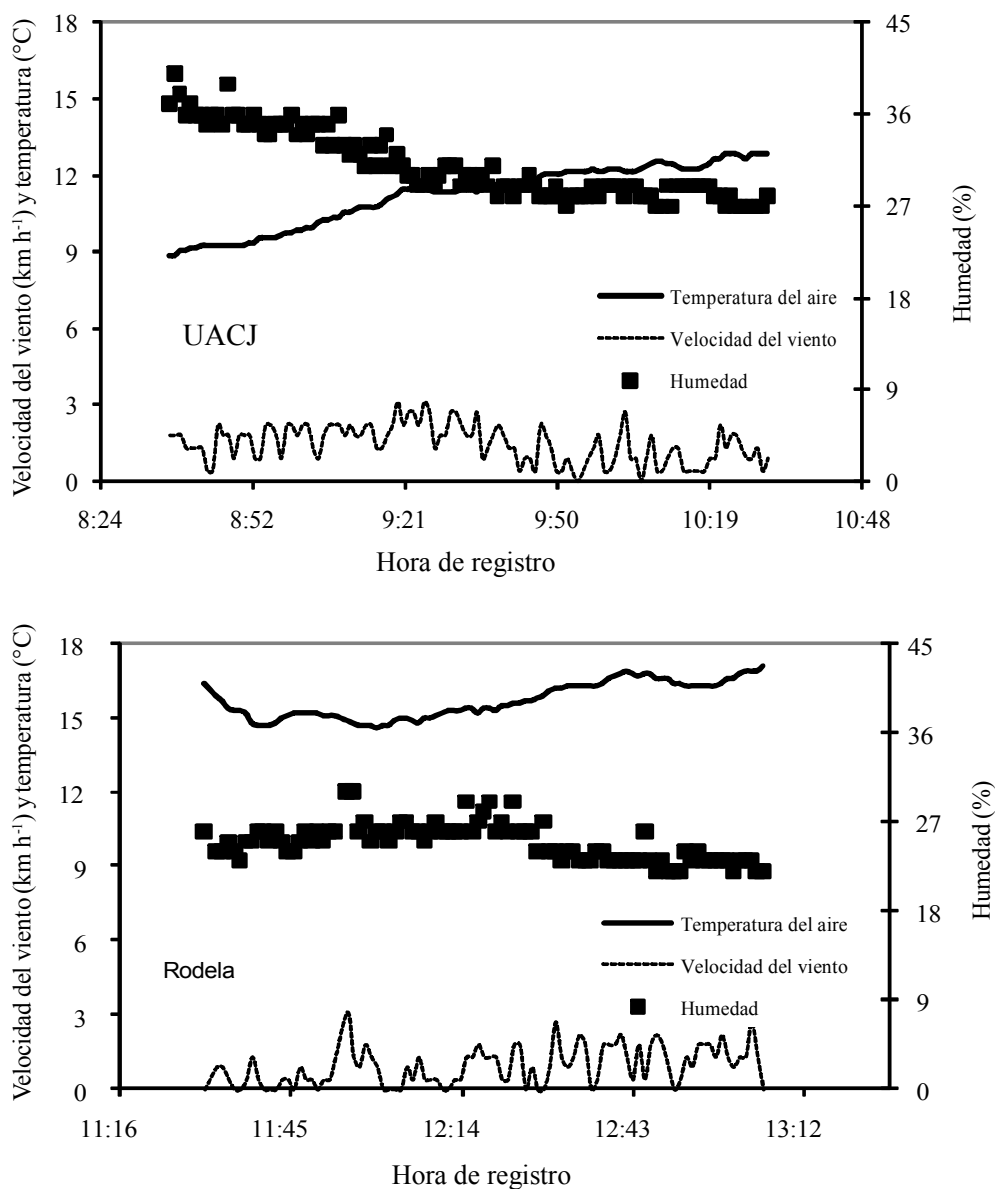 Velocidad del viento (km h-1) y temperatura (°C)
18
15
12
9
6
3
0
45
36
27
18
9
0
Humedad (%)
Temperatura del aire
Velocidad del viento
Humedad
UACJ
8:24
8:52
9:21
9:50
10:19
10:48
Hora de registro
Velocidad del viento (km h-1) y temperatura (°C)
18
15
12
9
6
3
0
45
36
27
18
9
0
Humedad (%)
Temperatura del aire
Velocidad del viento
Humedad
Rodela
11:16
11:45
12:14
12:43
13:12
Hora de registro